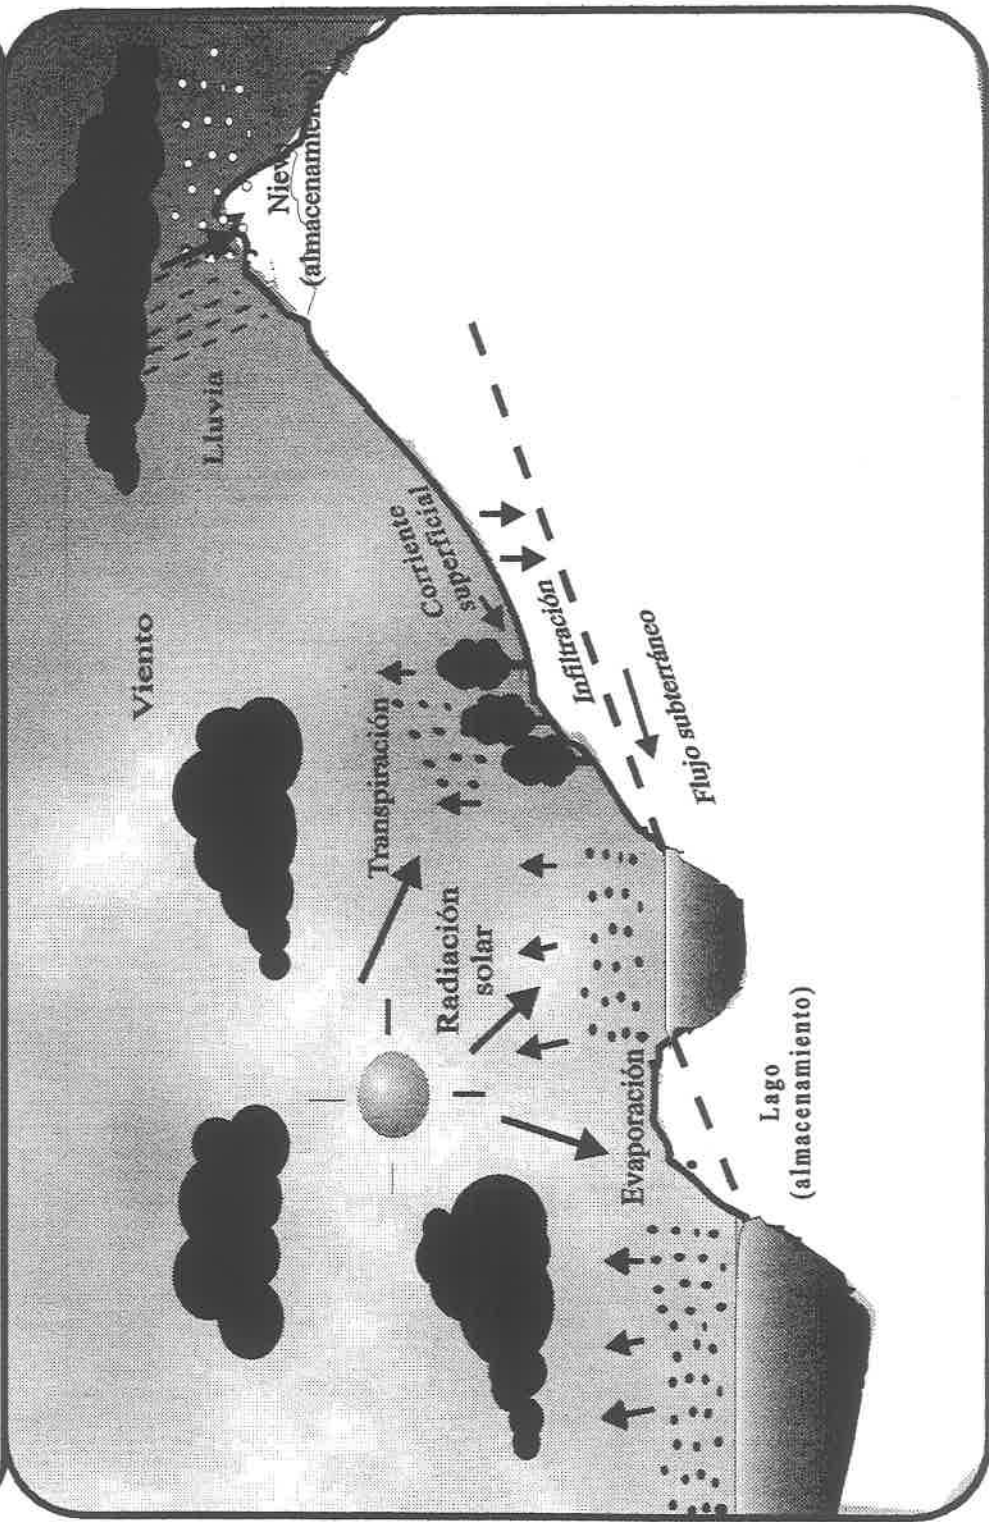 Viento
Lluvia
Nieve
(almacenamiento)
Transpiración
Corriente
superficial
Radiación
solar
Infiltración
Evaporación
Flujo subterráneo
Lago
(almacenamiento)